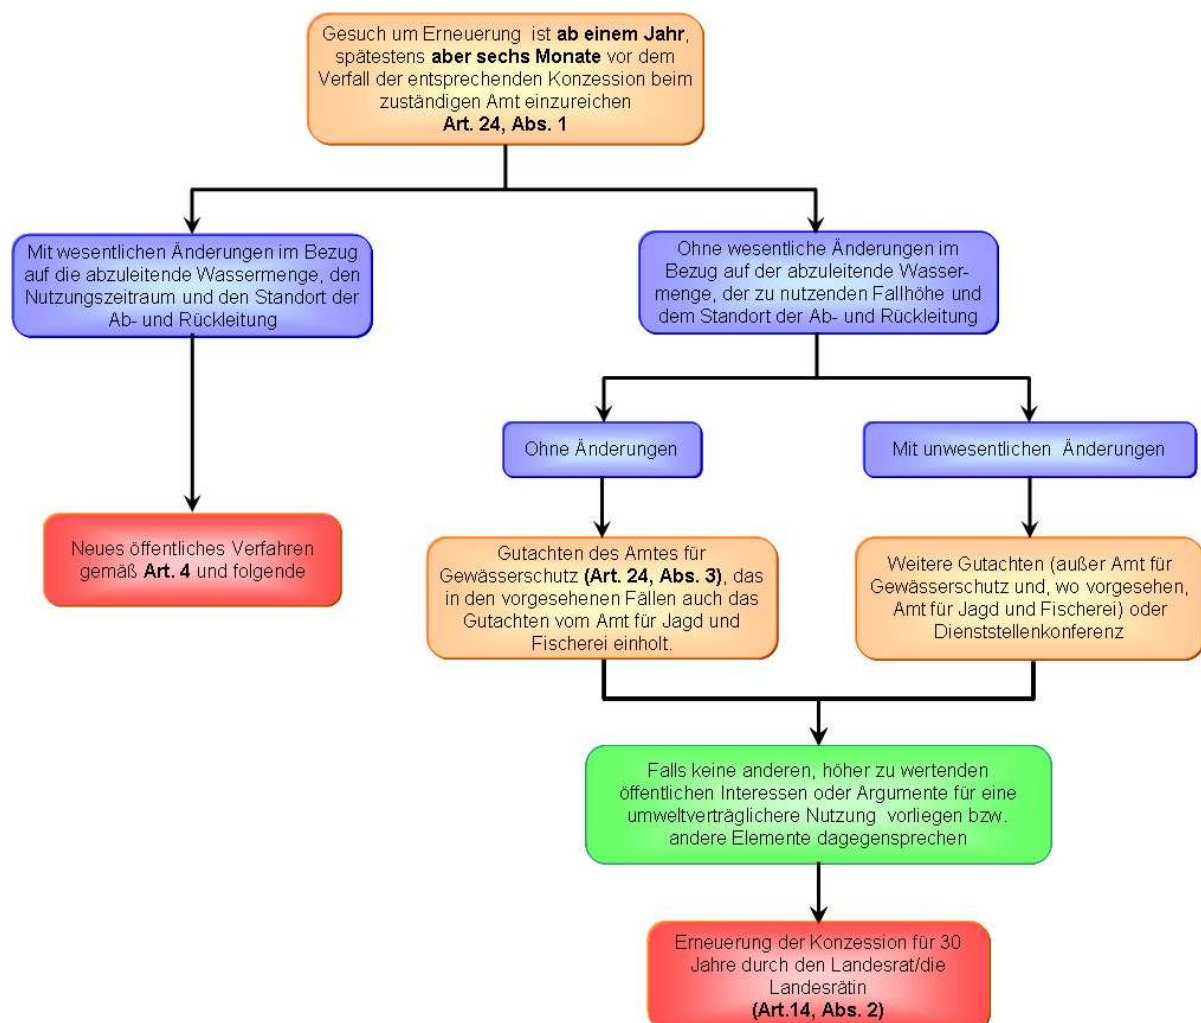 Gesuch um Erneuerung ist ab einem Jahr,
spätestens aber sechs Monate vor dem
Verfall der entsprechenden Konzession beim
zuständigen Amt einzureichen
Art. 24, Abs. 1
Mit wesentlichen Änderungen im Bezug
auf die abzuleitende Wassermenge, den
Nutzungszeitraum und den Standort der
Ab- und Rückleitung
Ohne wesentliche Änderungen im
Bezug auf der abzuleitende Wasser-
menge, der zu nutzenden Fallhöhe und
dem Standort der Ab- und Rückleitung
Ohne Änderungen
Mit unwesentlichen Änderungen
Neues öffentliches Verfahren
gemäß Art. 4 und folgende
Gutachten des Amtes für
Gewässerschutz (Art. 24, Abs. 3), das
in den vorgesehenen Fällen auch das
Gutachten vom Amt für Jagd und
Fischerei einholt.
Weitere Gutachten (außer Amt für
Gewässerschutz und, wo vorgesehen,
Amt für Jagd und Fischerei) oder
Dienststellenkonferenz
Falls keine anderen, höher zu wertenden
öffentlichen Interessen oder Argumente für eine
umweltverträglichere Nutzung vorliegen bzw.
andere Elemente dagegensprechen
Erneuerung der Konzession für 30
Jahre durch den Landesrat/die
Landesrätin
(Art.14, Abs. 2)